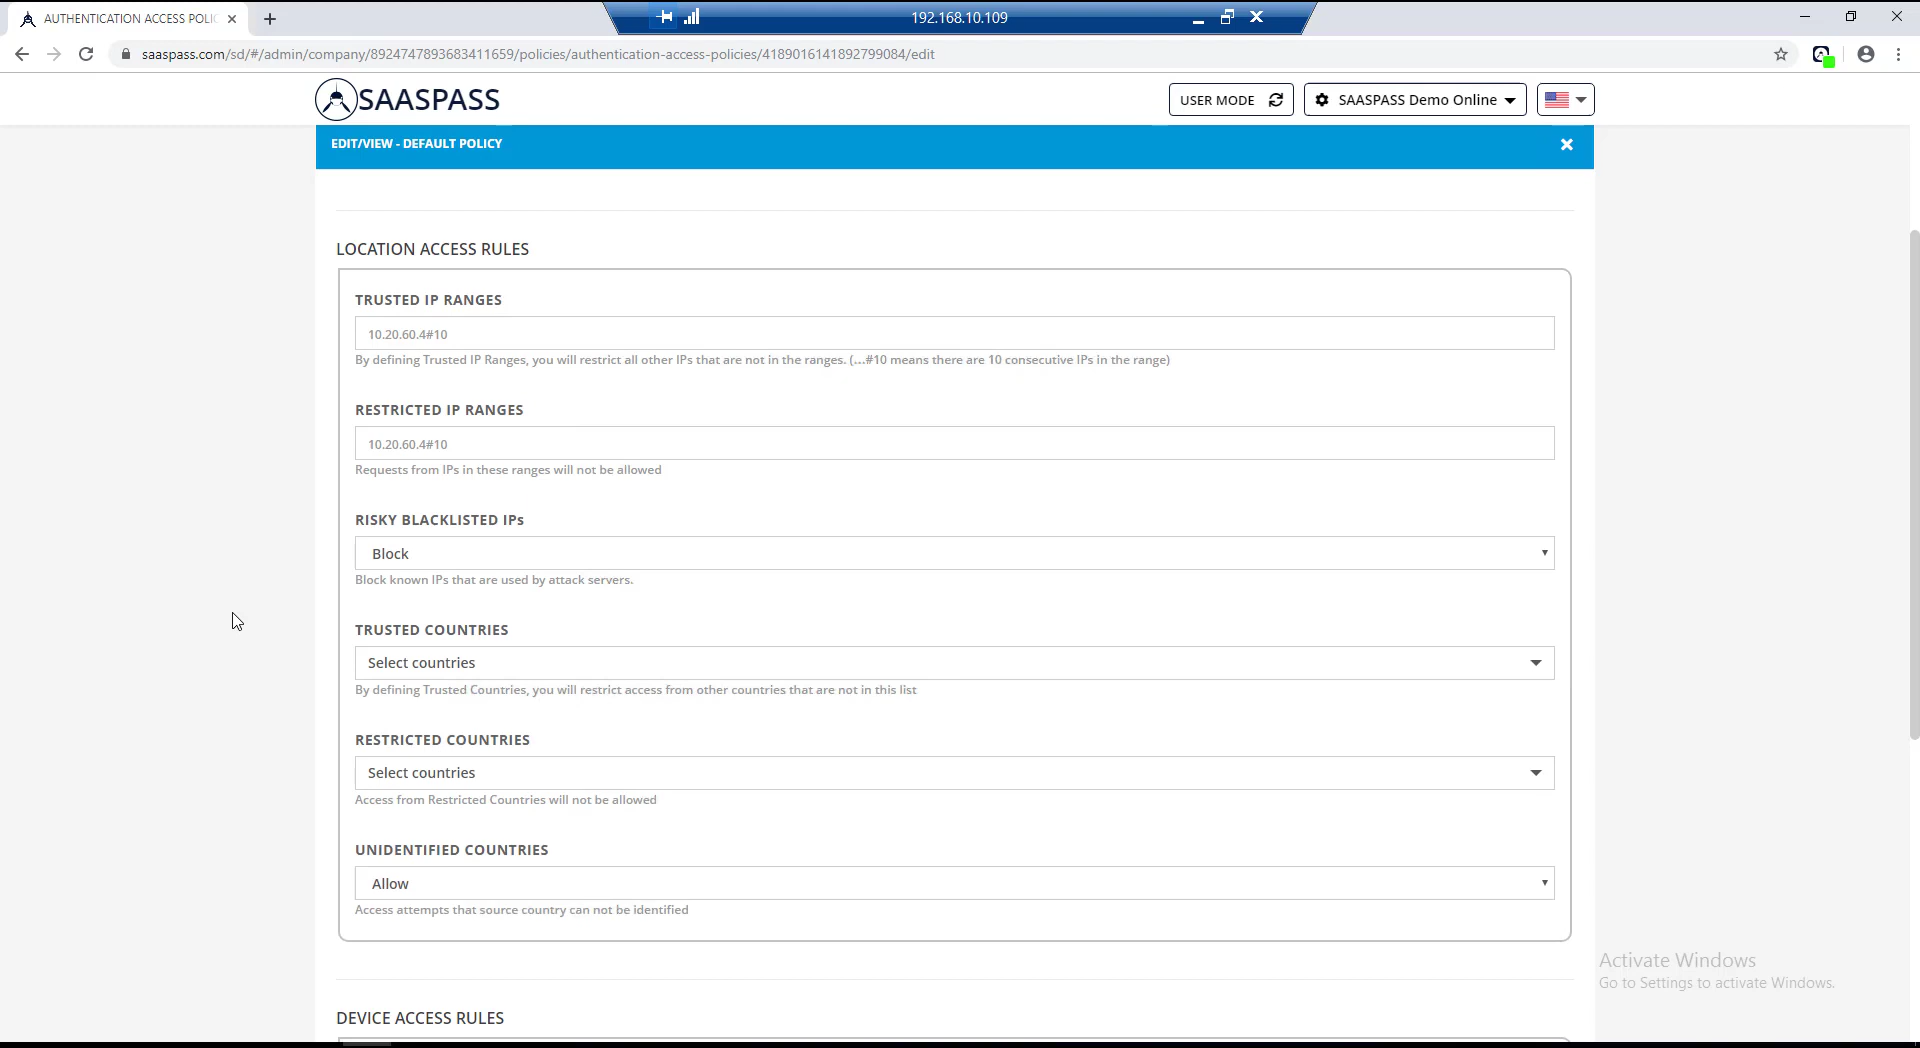 AUTHENTICATION ACCESS POLIC
192.168.10.109
saaspass.com/sd/#/admin/company/8924747893683411659/policies/authentication-access-policies/4189016141892799084/edit
SAASPASS
USER MODE
SAASPASS Demo Online
EDIT/VIEW - DEFAULT POLICY
LOCATION ACCESS RULES
TRUSTED IP RANGES
10.20.60.4#10
By defining Trusted IP Ranges, you will restrict all other IPs that are not in the ranges. (...#10 means there are 10 consecutive IPs in the range)
RESTRICTED IP RANGES
10.20.60.4#10
Requests from IPs in these ranges will not be allowed
RISKY BLACKLISTED IPs
Block
Block known IPs that are used by attack servers.
TRUSTED COUNTRIES
Select countries
By defining Trusted Countries, you will restrict access from other countries that are not in this list
RESTRICTED COUNTRIES
Select countries
Access from Restricted Countries will not be allowed
UNIDENTIFIED COUNTRIES
Allow
Access attempts that source country can not be identified
Activate Windows
Go to Settings to activate Windows.
DEVICE ACCESS RULES